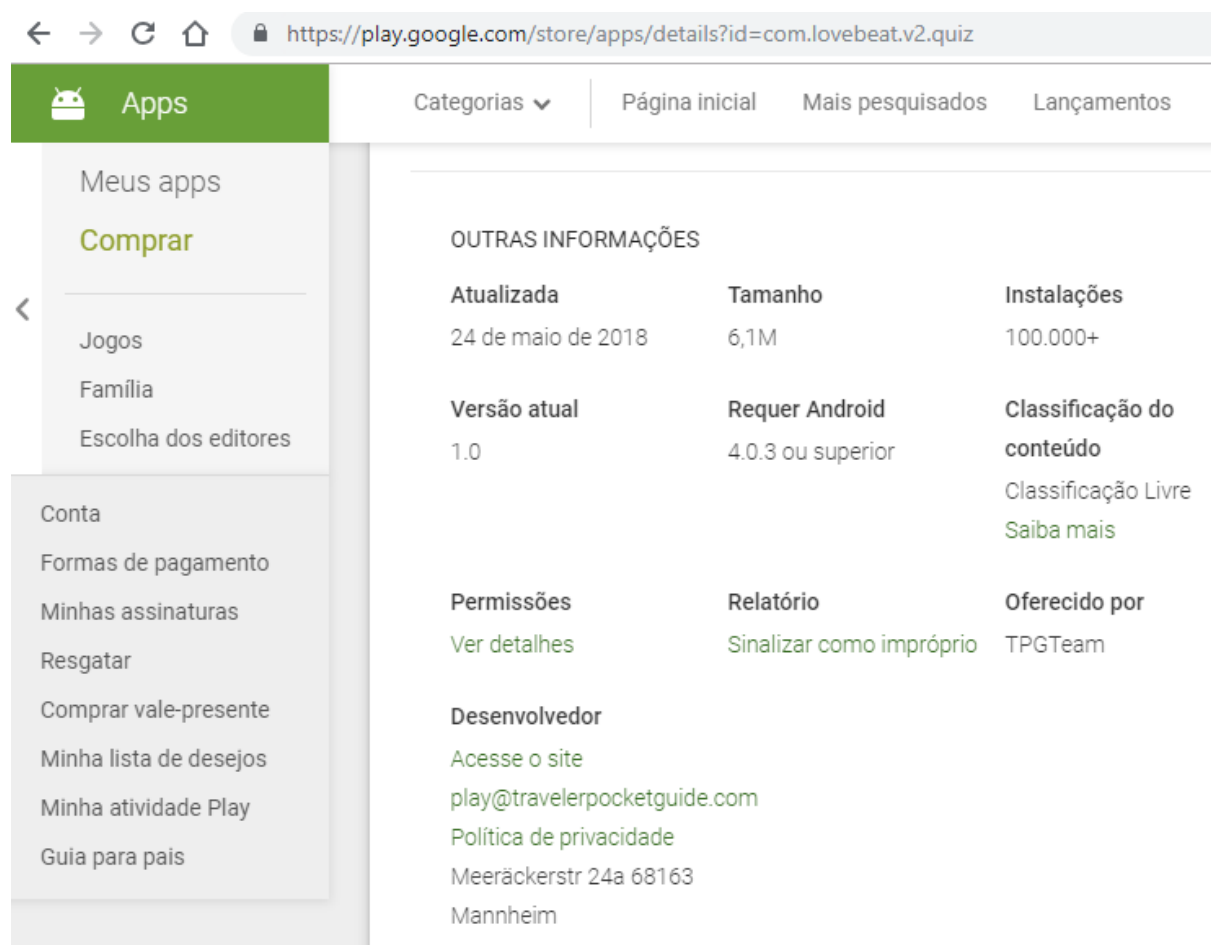 https://play.google.com/store/apps/details?id=com.lovebeat.v2.quiz
Apps
Categorias
Página inicial
Mais pesquisados
Lançamentos
Meus apps
Comprar
Jogos
Família
Escolha dos editores
Conta
Formas de pagamento
Minhas assinaturas
Resgatar
Comprar vale-presente
Minha lista de desejos
Minha atividade Play
Guia para pais
OUTRAS INFORMAÇÕES
Atualizada
24 de maio de 2018
Tamanho
6,1M
Instalações
100.000+
Versão atual
1.0
Requer Android
4.0.3 ou superior
Classificação do
conteúdo
Classificação Livre
Saiba mais
Permissões
Ver detalhes
Relatório
Sinalizar como impróprio
Oferecido por
TPGTeam
Desenvolvedor
Acesse o site
play@travelerpocketguide.com
Política de privacidade
Meeräckerstr 24a 68163
Mannheim